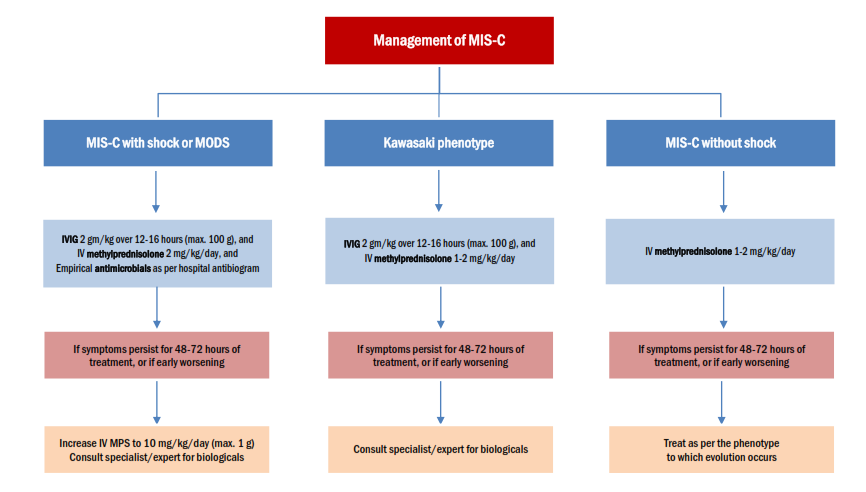 Management of MIS-C
MIS-C with shock or MODS
Kawasaki phenotype
MIS-C without shock
IVIG 2 gm/kg over 12-16 hours (max. 100 g), and
IV methylprednisolone 2 mg/kg/day, and
Empirical antimicrobials as per hospital antibiogram
IVIG 2 gm/kg over 12-16 hours (max. 100 g), and
IV methylprednisolone 1-2 mg/kg/day
IV methylprednisolone 1-2 mg/kg/day
If symptoms persist for 48-72 hours of
treatment, or if early worsening
If symptoms persist for 48-72 hours of
treatment, or if early worsening
If symptoms persist for 48-72 hours of
treatment, or if early worsening
Increase IV MPS to 10 mg/kg/day (max. 1 g)
Consult specialist/expert for biologicals
Consult specialist/expert for biologicals
Treat as per the phenotype
to which evolution occurs